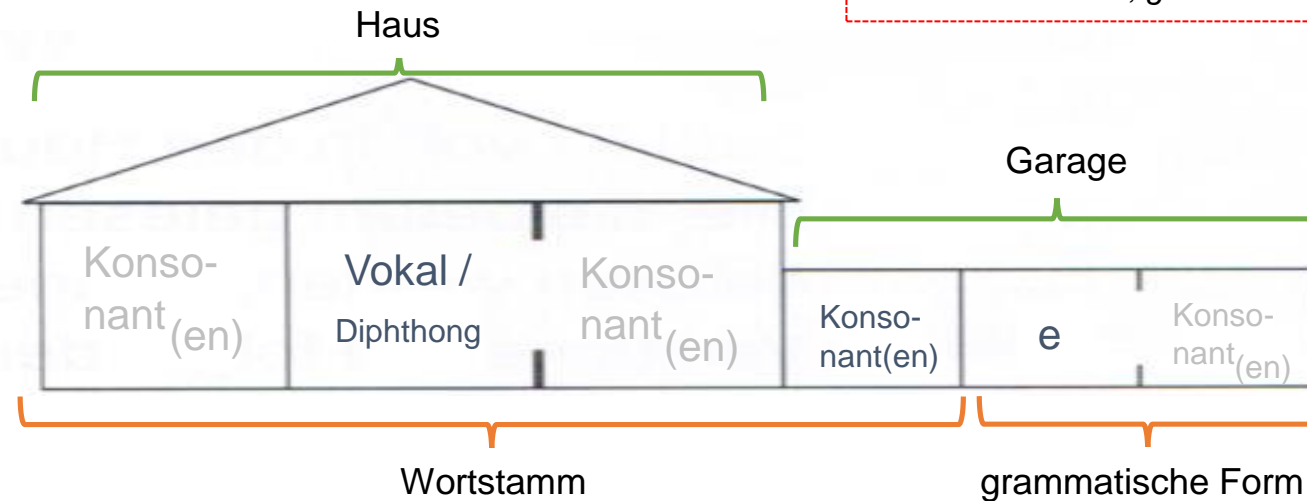 Haus
Garage
Konso-
nant(en)
Vokal /
Diphthong
Konso-
nant(en)
Konso-
nant(en)
e
Konso-
nant(en)
Wortstamm
grammatische Form